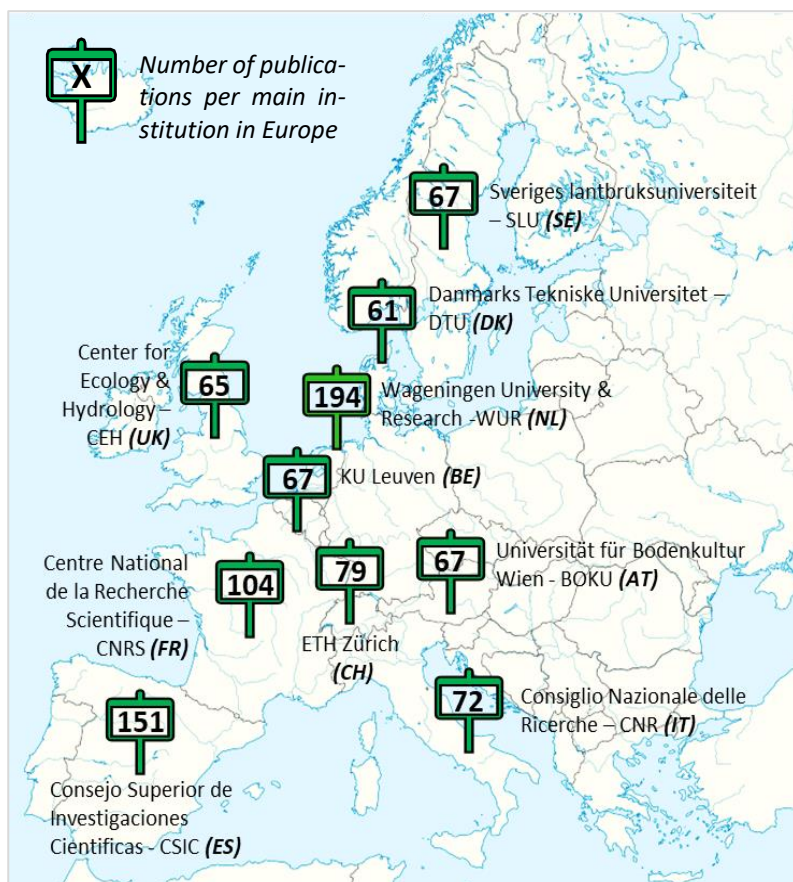 X
Number of publica-
tions per main in-
stitution in Europe
67
Sveriges lantbruksuniversiteit
– SLU (SE)
61
Danmarks Tekniske Universitet –
DTU (DK)
Center for
Ecology &
Hydrology –
CEH (UK)
65
194
Wageningen University &
Research -WUR (NL)
67
KU Leuven (BE)
Centre National
de la Recherche
Scientifique –
CNRS (FR)
104
79
ETH Zürich
(CH)
67
Universität für Bodenkultur
Wien - BOKU (AT)
72
Consiglio Nazionale delle
Ricerche – CNR (IT)
151
Consejo Superior de
Investigaciones
Cientificas - CSIC (ES)